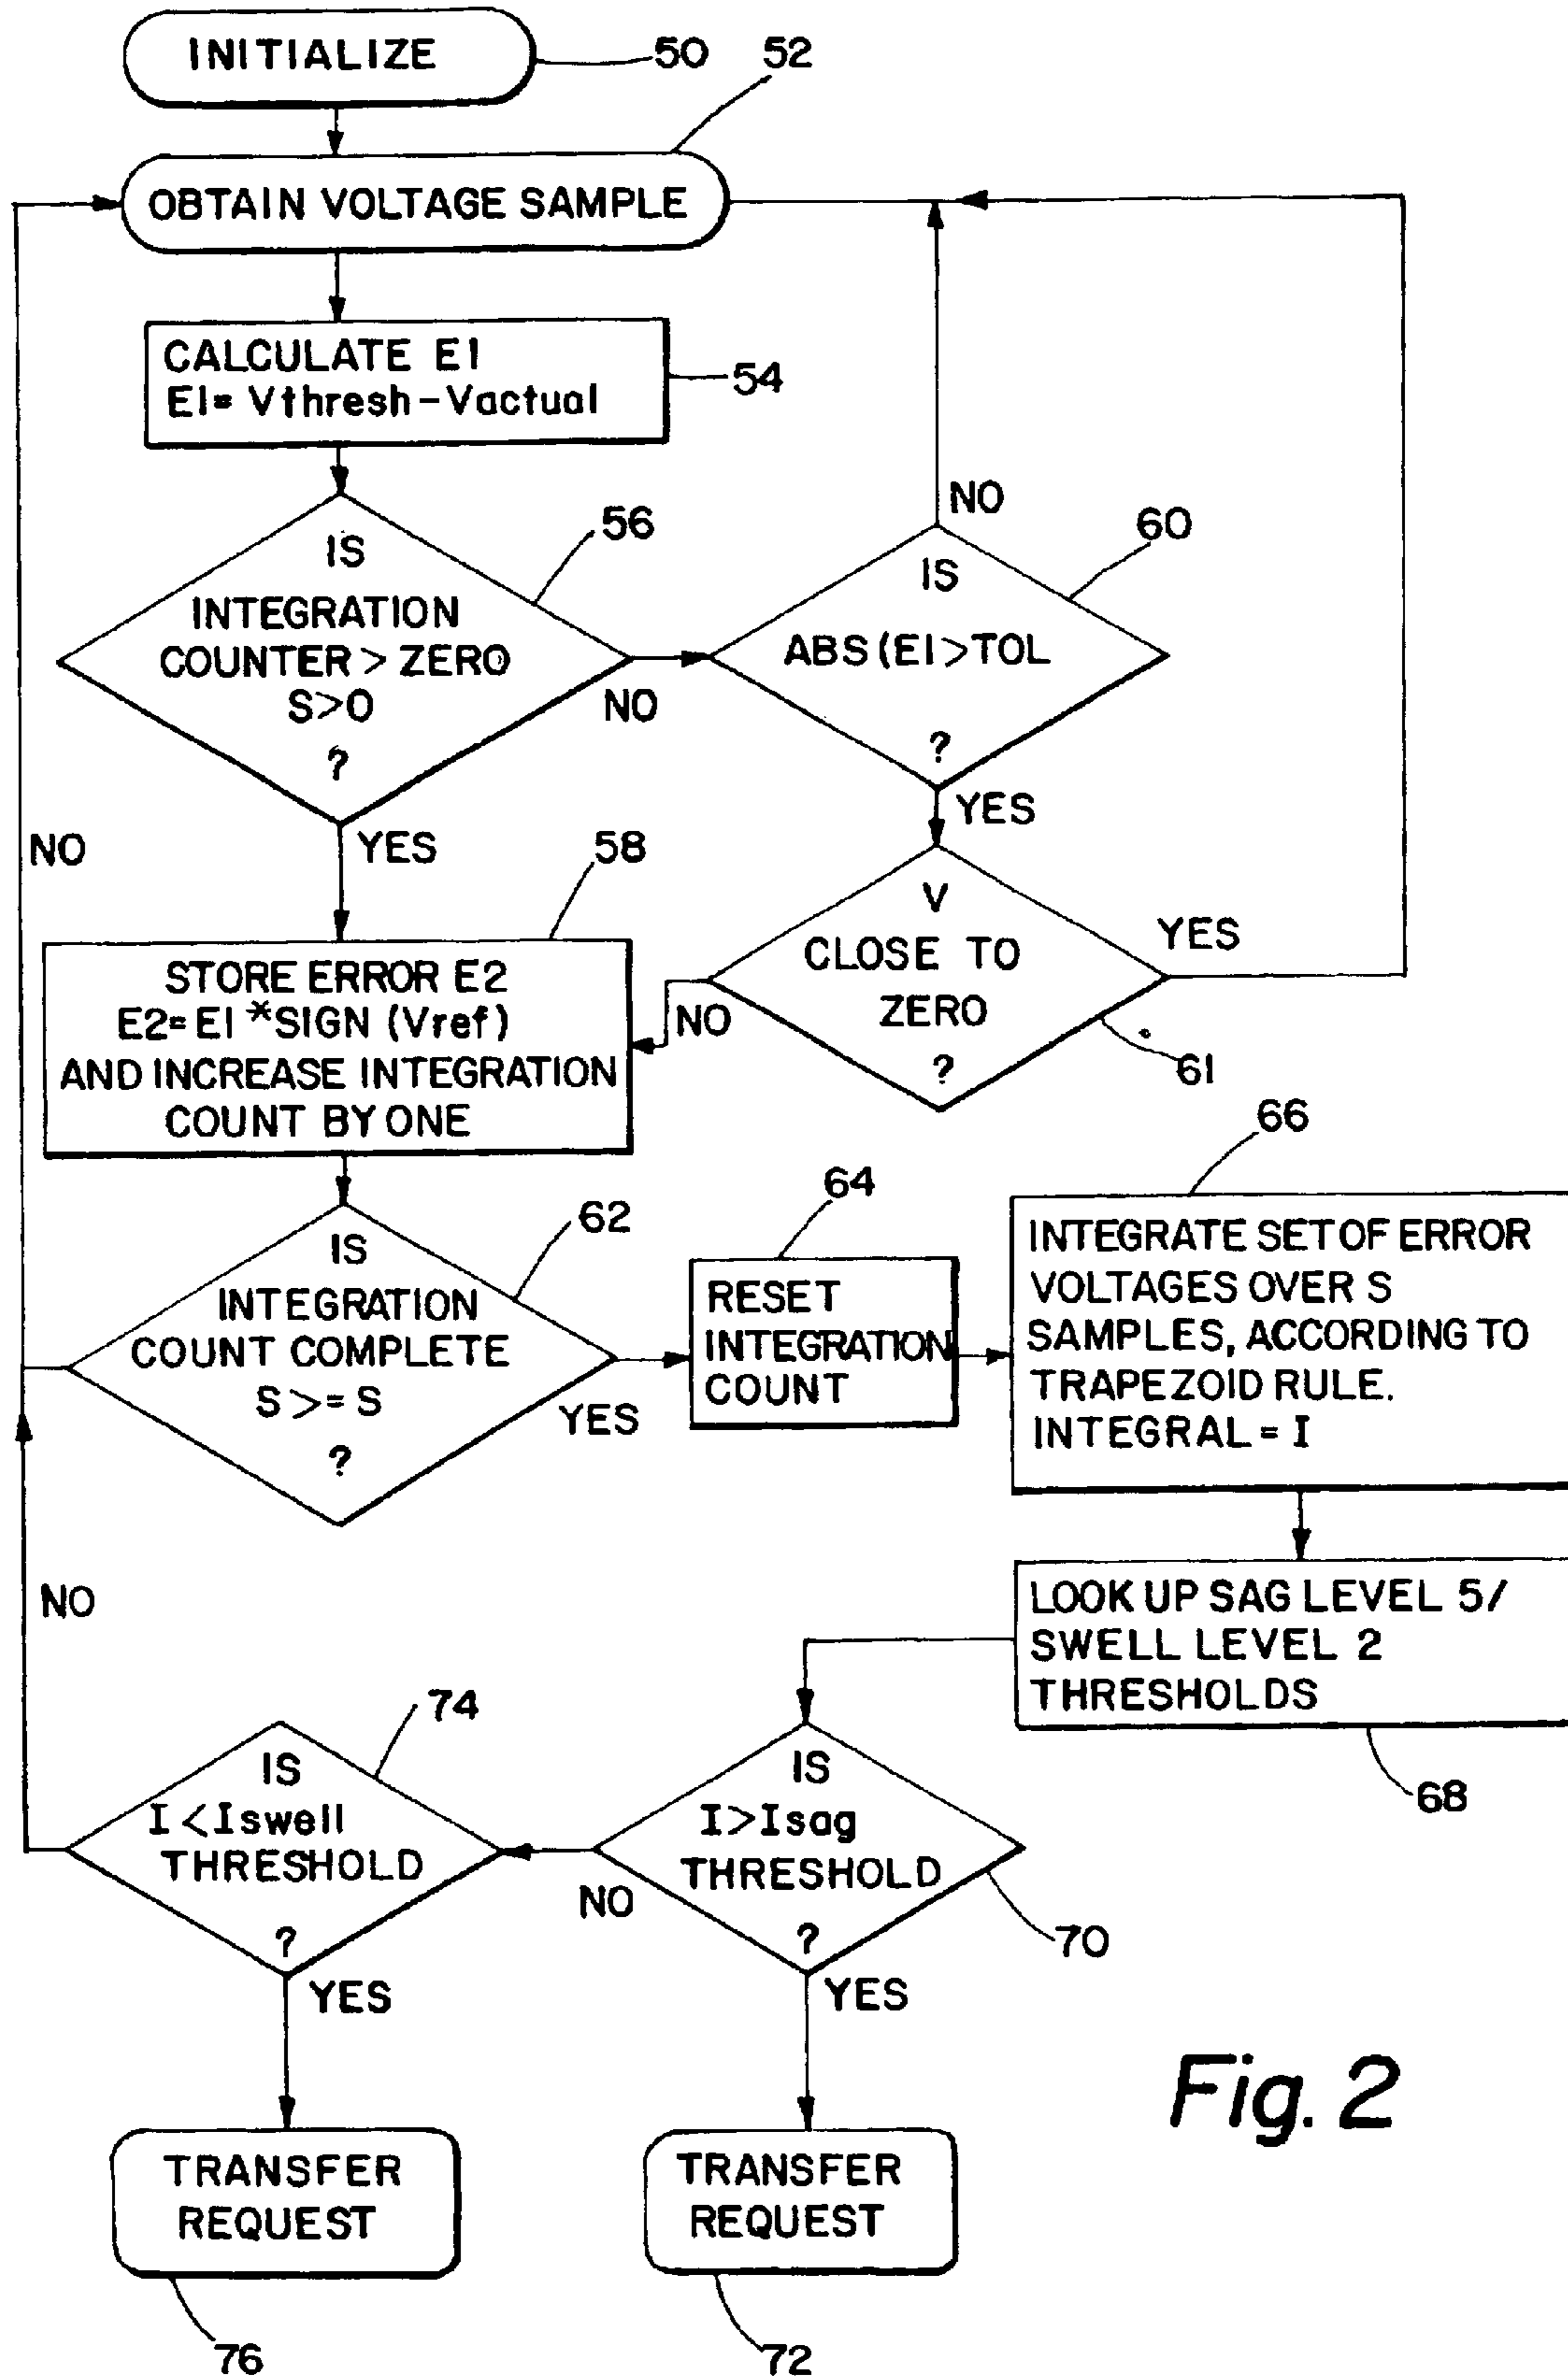 INITIALIZE
50
52
OBTAIN VOLTAGE SAMPLE
CALCULATE E1
E1= Vthresh-Vactual
54
IS
INTEGRATION
COUNTER > ZERO
S>0
?
56
NO
YES
NO
IS
ABS (E1>TOL
?
60
YES
NO
V
CLOSE TO
ZERO
?
YES
NO
61
58
STORE ERROR E2
E2=E1 *SIGN (Vref)
AND INCREASE INTEGRATION
COUNT BY ONE
IS
INTEGRATION
COUNT COMPLETE
S >= S
?
62
YES
64
RESET
INTEGRATION
COUNT
66
INTEGRATE SET OF ERROR
VOLTAGES OVER S
SAMPLES, ACCORDING TO
TRAPEZOID RULE.
INTEGRAL = I
LOOK UP SAG LEVEL 5/
SWELL LEVEL 2
THRESHOLDS
68
NO
74
IS
I <Iswell
THRESHOLD
?
YES
IS
I>Isag
THRESHOLD
?
NO
70
YES
TRANSFER
REQUEST
76
TRANSFER
REQUEST
72
Fig. 2